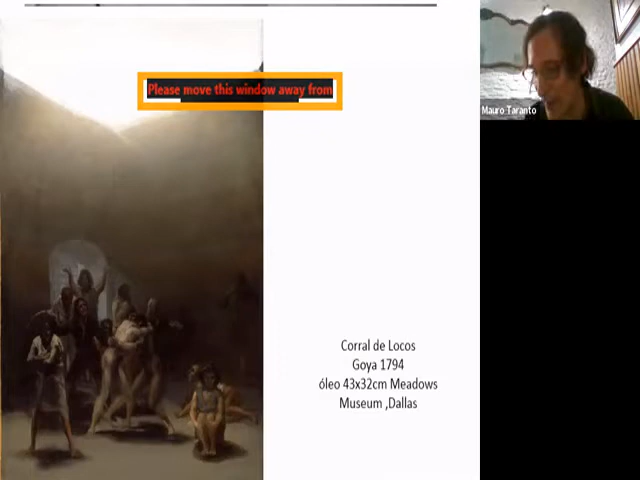 Please move this window away from
Mauro Taranto
Corral de Locos
Goya 1794
óleo 43x32cm Meadows
Museum ,Dallas